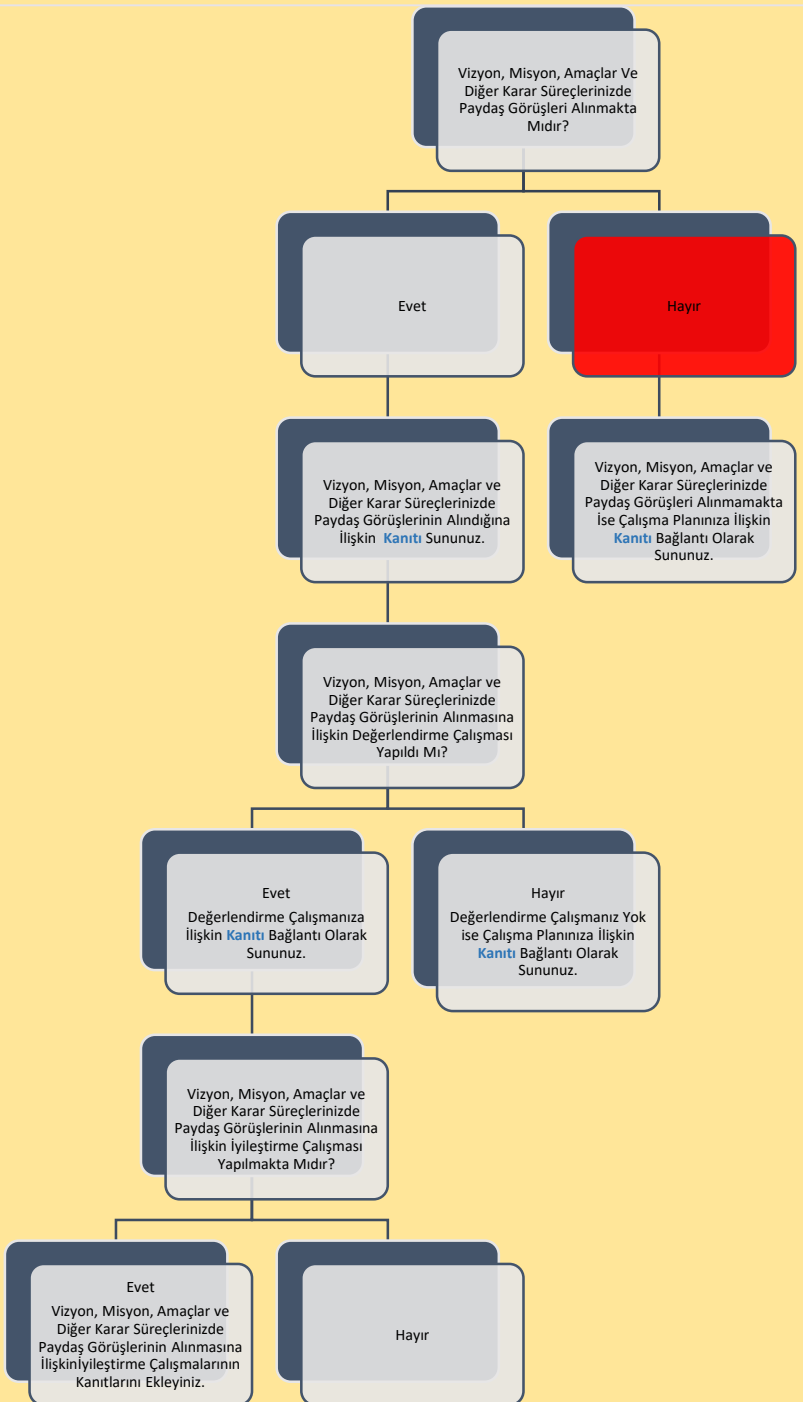 Vizyon, Misyon, Amaçlar Ve
Diğer Karar Süreçlerinizde
Paydaş Görüşleri Alınmakta
Mıdır?
Evet
Hayır
Vizyon, Misyon, Amaçlar ve
Diğer Karar Süreçlerinizde
Paydaş Görüşlerinin Alındığına
İlişkin Kanıtı Sununuz.
Vizyon, Misyon, Amaçlar ve
Diğer Karar Süreçlerinizde
Paydaş Görüşleri Alınmamakta
İse Çalışma Planınıza İlişkin
Kanıtı Bağlantı Olarak
Sununuz.
Vizyon, Misyon, Amaçlar ve
Diğer Karar Süreçlerinizde
Paydaş Görüşlerinin Alınmasına
İlişkin Değerlendirme Çalışması
Yapıldı Mı?
Evet
Değerlendirme Çalışmanıza
İlişkin Kanıtı Bağlantı Olarak
Sununuz.
Hayır
Değerlendirme Çalışmanız Yok
ise Çalışma Planınıza İlişkin
Kanıtı Bağlantı Olarak
Sununuz.
Vizyon, Misyon, Amaçlar ve
Diğer Karar Süreçlerinizde
Paydaş Görüşlerinin Alınmasına
İlişkin İyileştirme Çalışması
Yapılmakta Mıdır?
Evet
Vizyon, Misyon, Amaçlar ve
Diğer Karar Süreçlerinizde
Paydaş Görüşlerinin Alınmasına
İlişkinİyileştirme Çalışmalarının
Kanıtlarını Ekleyiniz.
Hayır